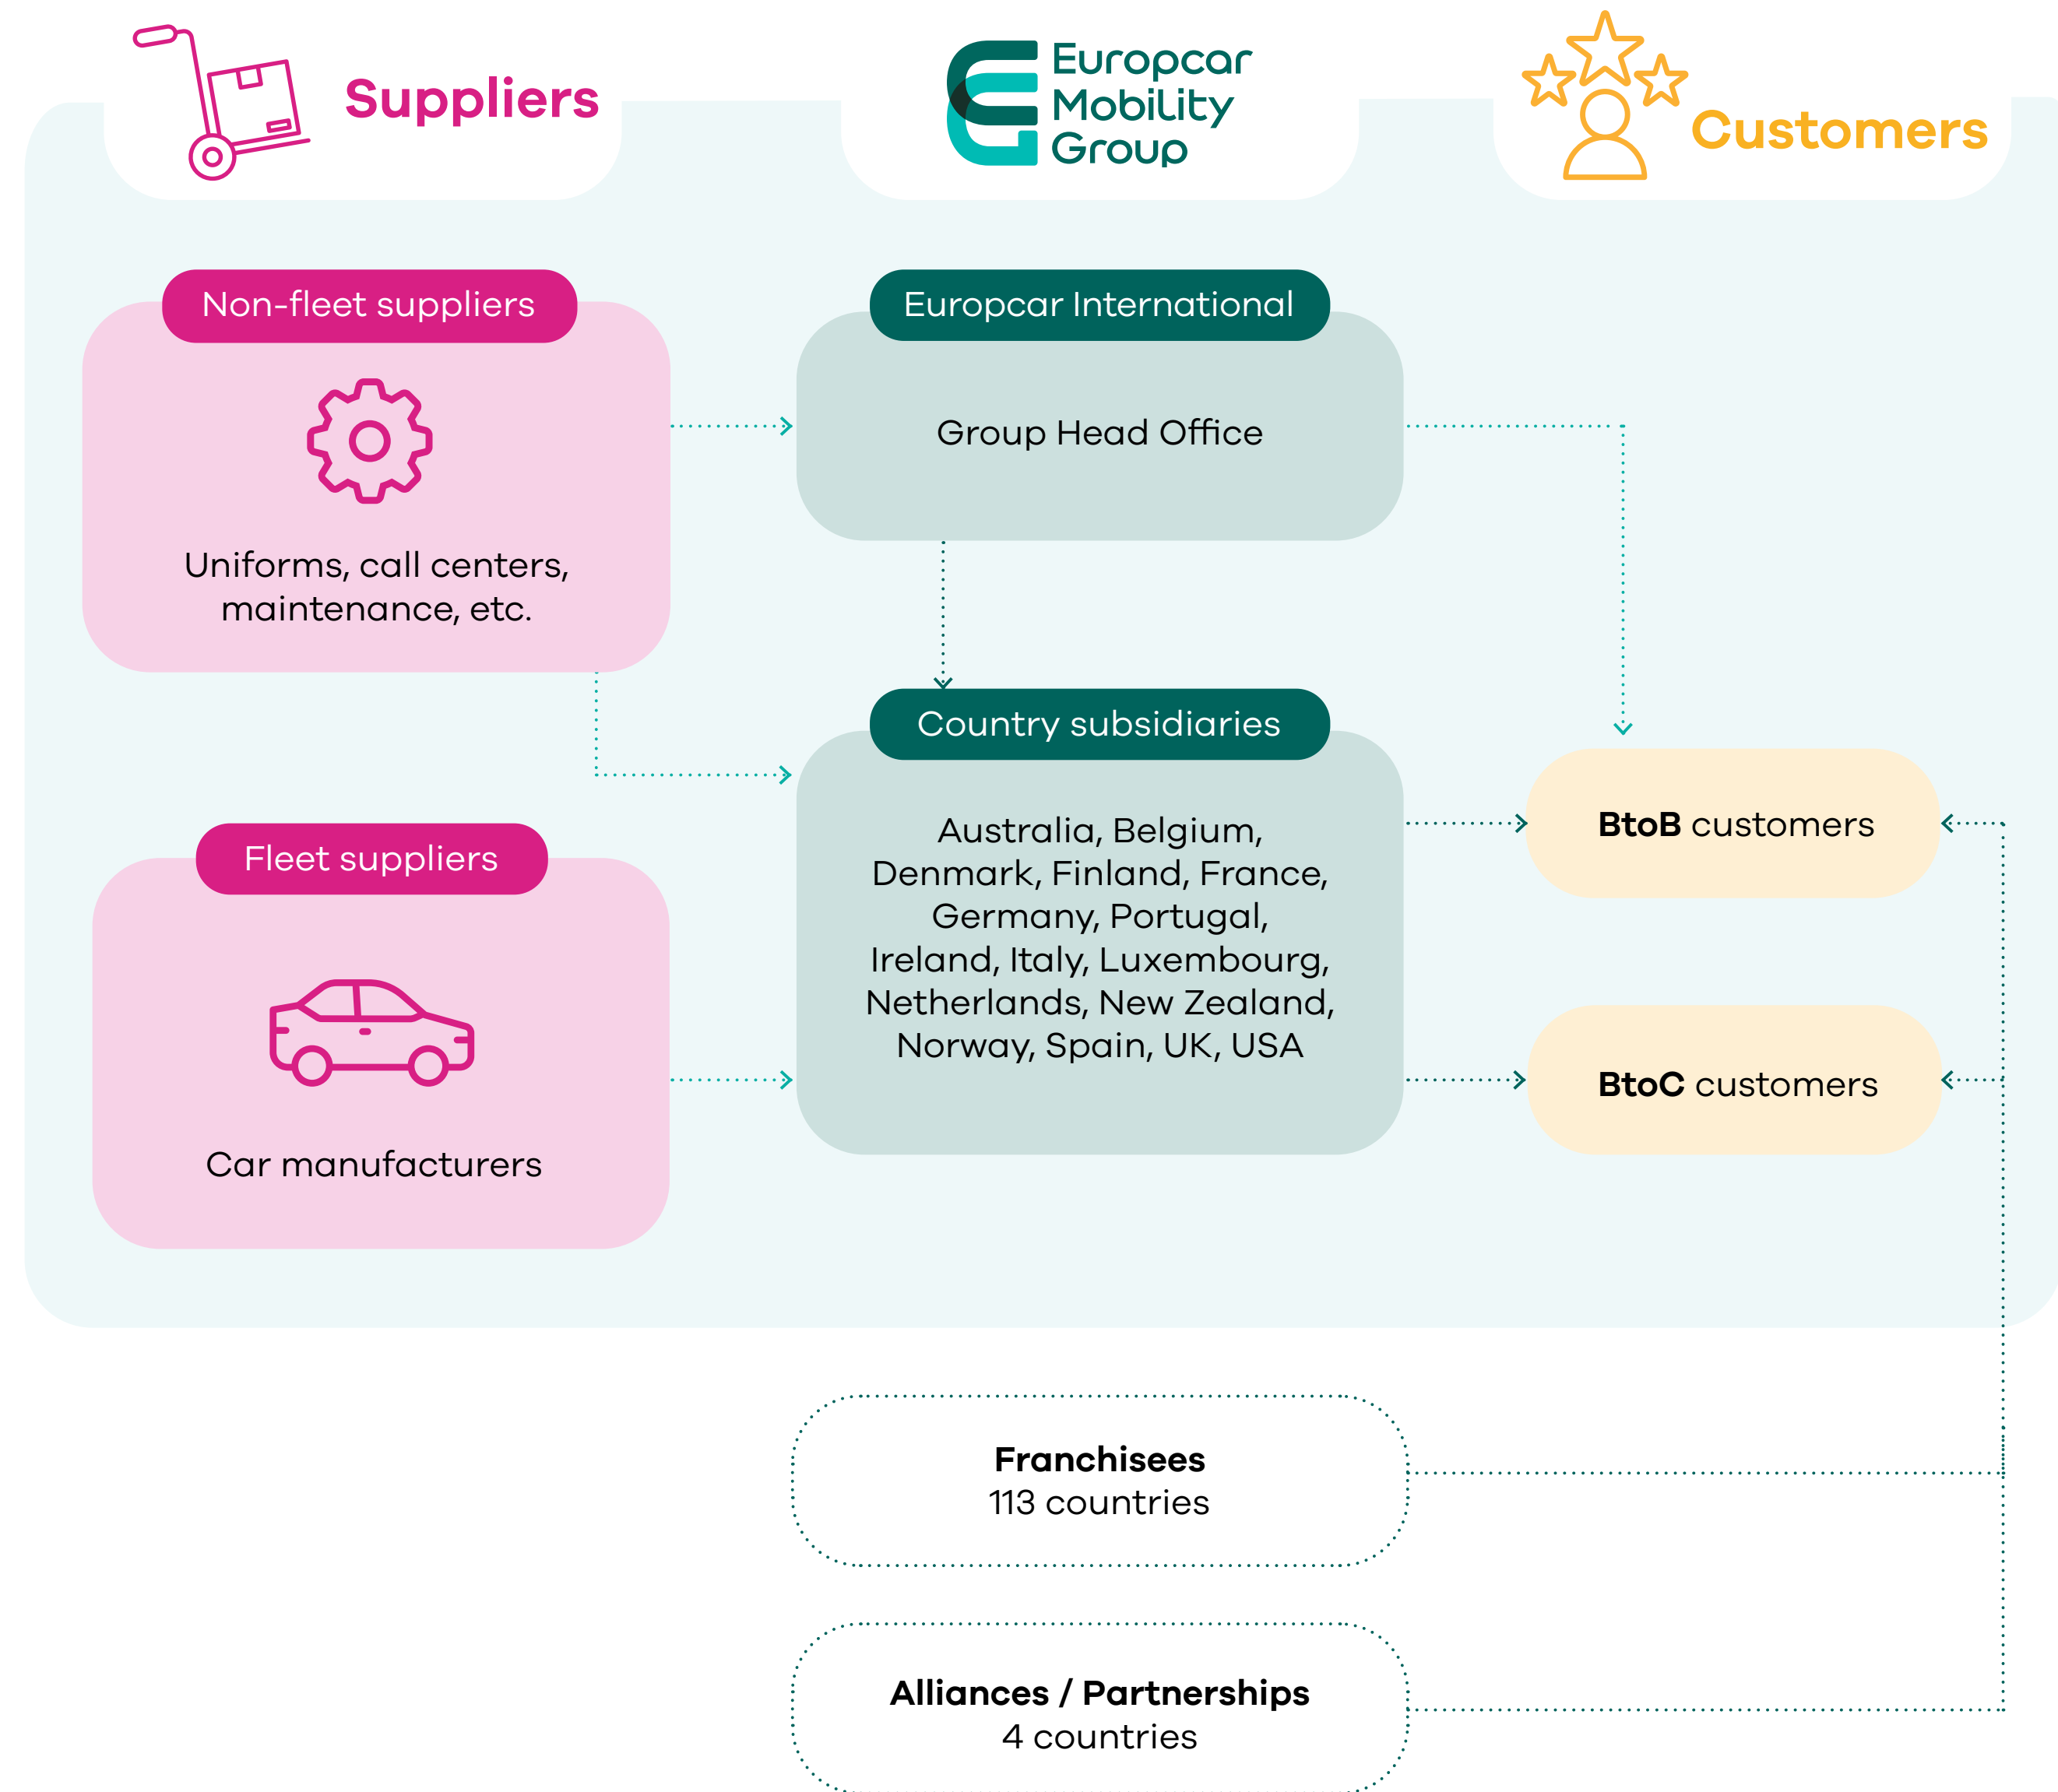 Suppliers
Europcar
Mobility
Group
Customers
Non-fleet suppliers
Uniforms, call centers,
maintenance, etc.
Fleet suppliers
Car manufacturers
Europcar International
Group Head Office
Country subsidiaries
Australia, Belgium,
Denmark, Finland, France,
Germany, Portugal,
Ireland, Italy, Luxembourg,
Netherlands, New Zealand,
Norway, Spain, UK, USA
BtoB customers
BtoC customers
Franchisees
113 countries
Alliances / Partnerships
4 countries